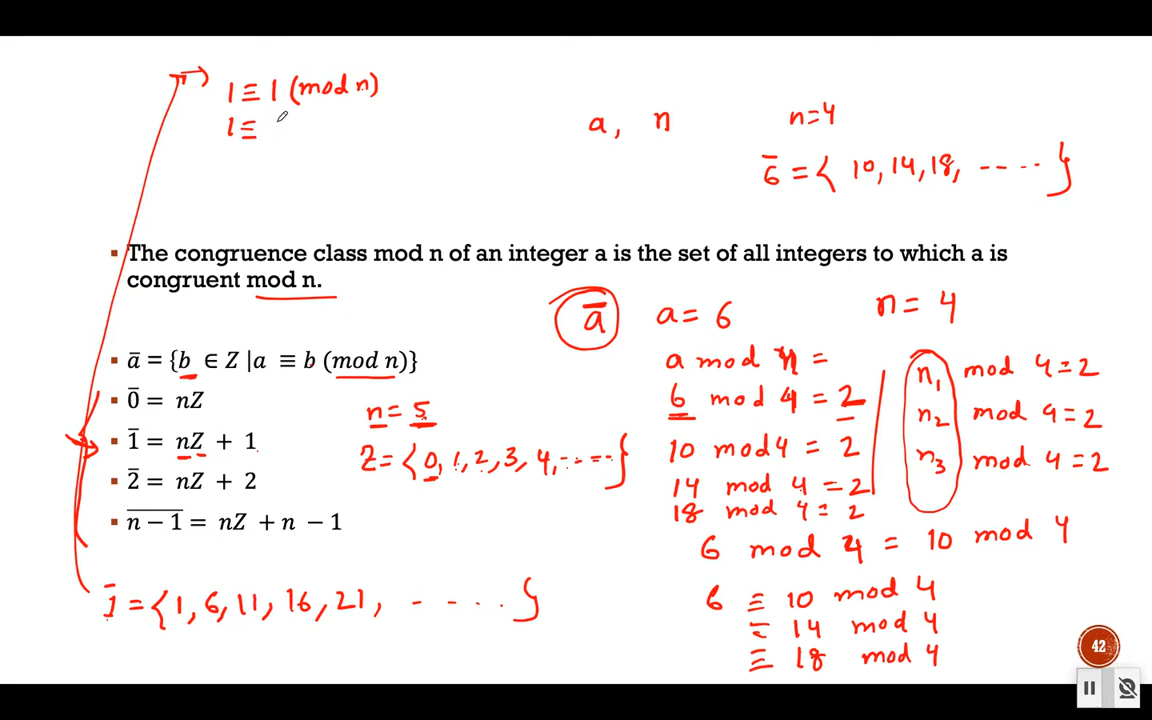 1 ≡ 1 (mod n)
1 ≡
a, n
n=4
6̄ = { 10, 14, 18, ----- }
▪ The congruence class mod n of an integer a is the set of all integers to which a is
congruent mod n.
ā
a= 6
n = 4
▪ ā = {b ∈ Z |a ≡ b (mod n)}
▪ 0̄ = nZ
▪ 1̄ = nZ + 1
▪ 2̄ = nZ + 2
▪ n − 1̅ = nZ + n − 1
n= 5
Z= { 0, 1, 2, 3, 4, ----- }
a mod n =
6 mod 4 = 2
10 mod 4 = 2
14 mod 4 = 2
18 mod 4 = 2
n₁ mod 4=2
n₂ mod 4=2
n₃ mod 4=2
6 mod 4 = 10 mod 4
6 ≡ 10 mod 4
≡ 14 mod 4
≡ 18 mod 4
1̄ = { 1, 6, 11, 16, 21, ----- }
42